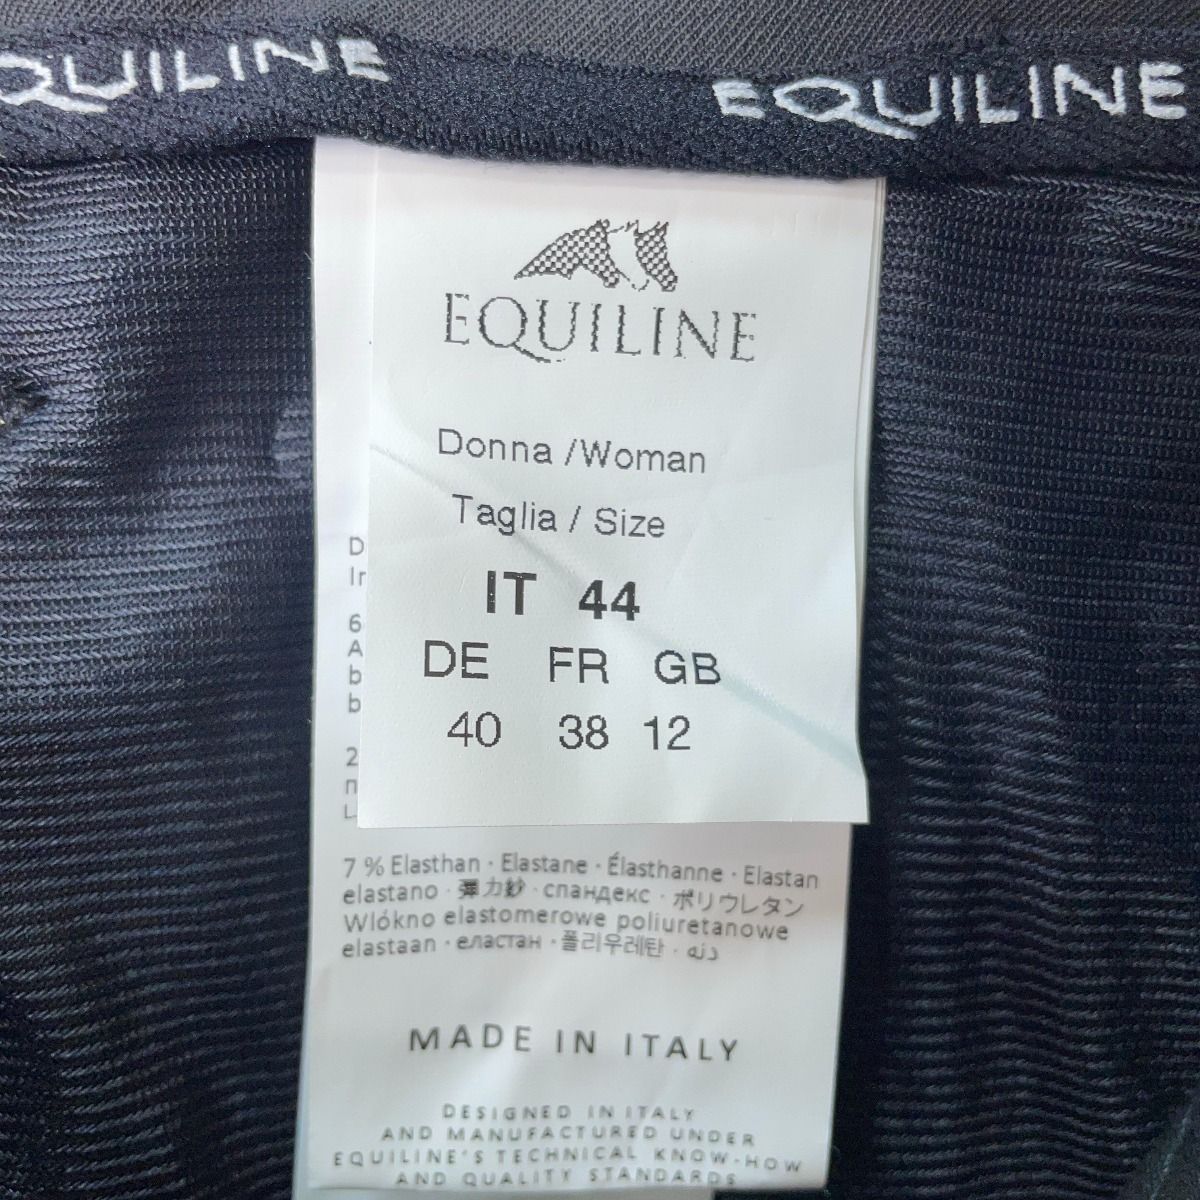 EQUILINE EQUILINE
EQUILINE
Donna /Woman
Taglia / Size
IT 44
DE FR GB
40 38 12
7 % Elasthan · Elastane · Élasthanne · Elastan
elastano · 弾力紗 · спандекс · ポリウレタン
Wlókno elastomerowe poliuretanowe
elastaan · еластан · 폴리우레탄 ·
MADE IN ITALY
DESIGNED IN ITALY
AND MANUFACTURED UNDER
EQUILINE'S TECHNICAL KNOW-HOW
AND QUALITY STANDARDS